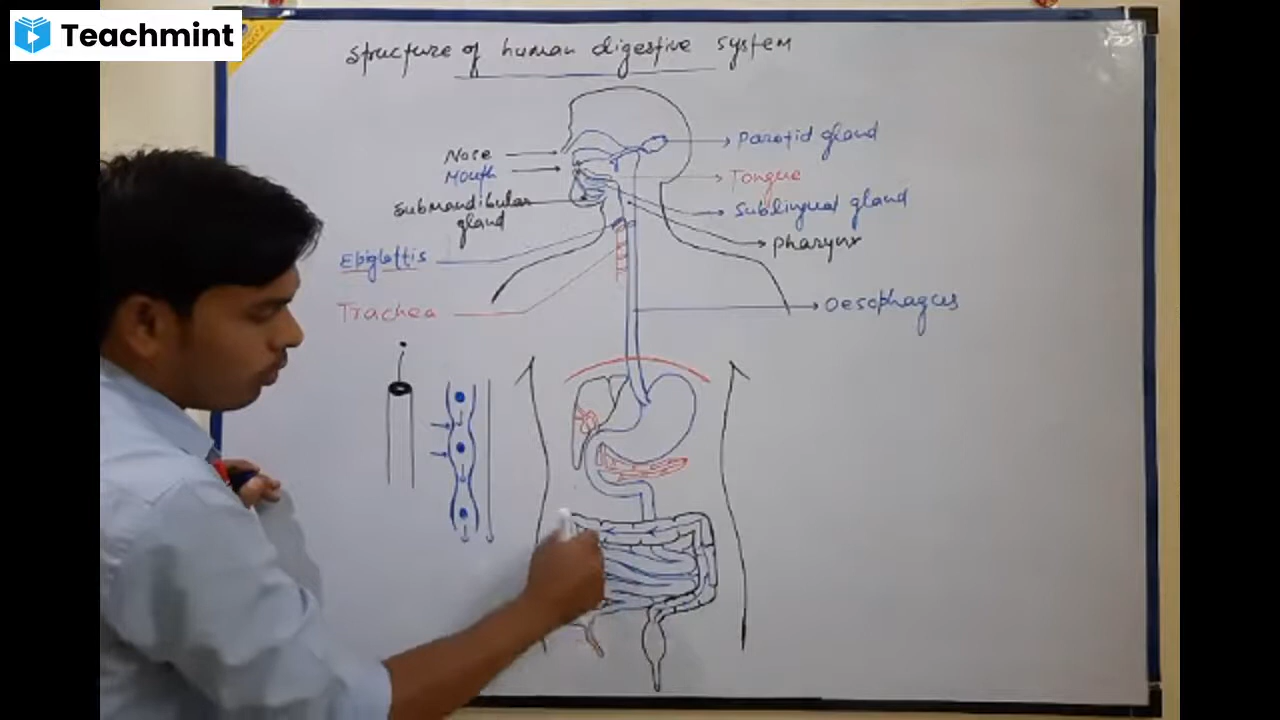 Teachmint
Structure of human digestive system
Nose
Mouth
Submandibular
gland
Epiglottis
Trachea
Parotid gland
Tongue
Sublingual gland
Pharynx
Oesophagus